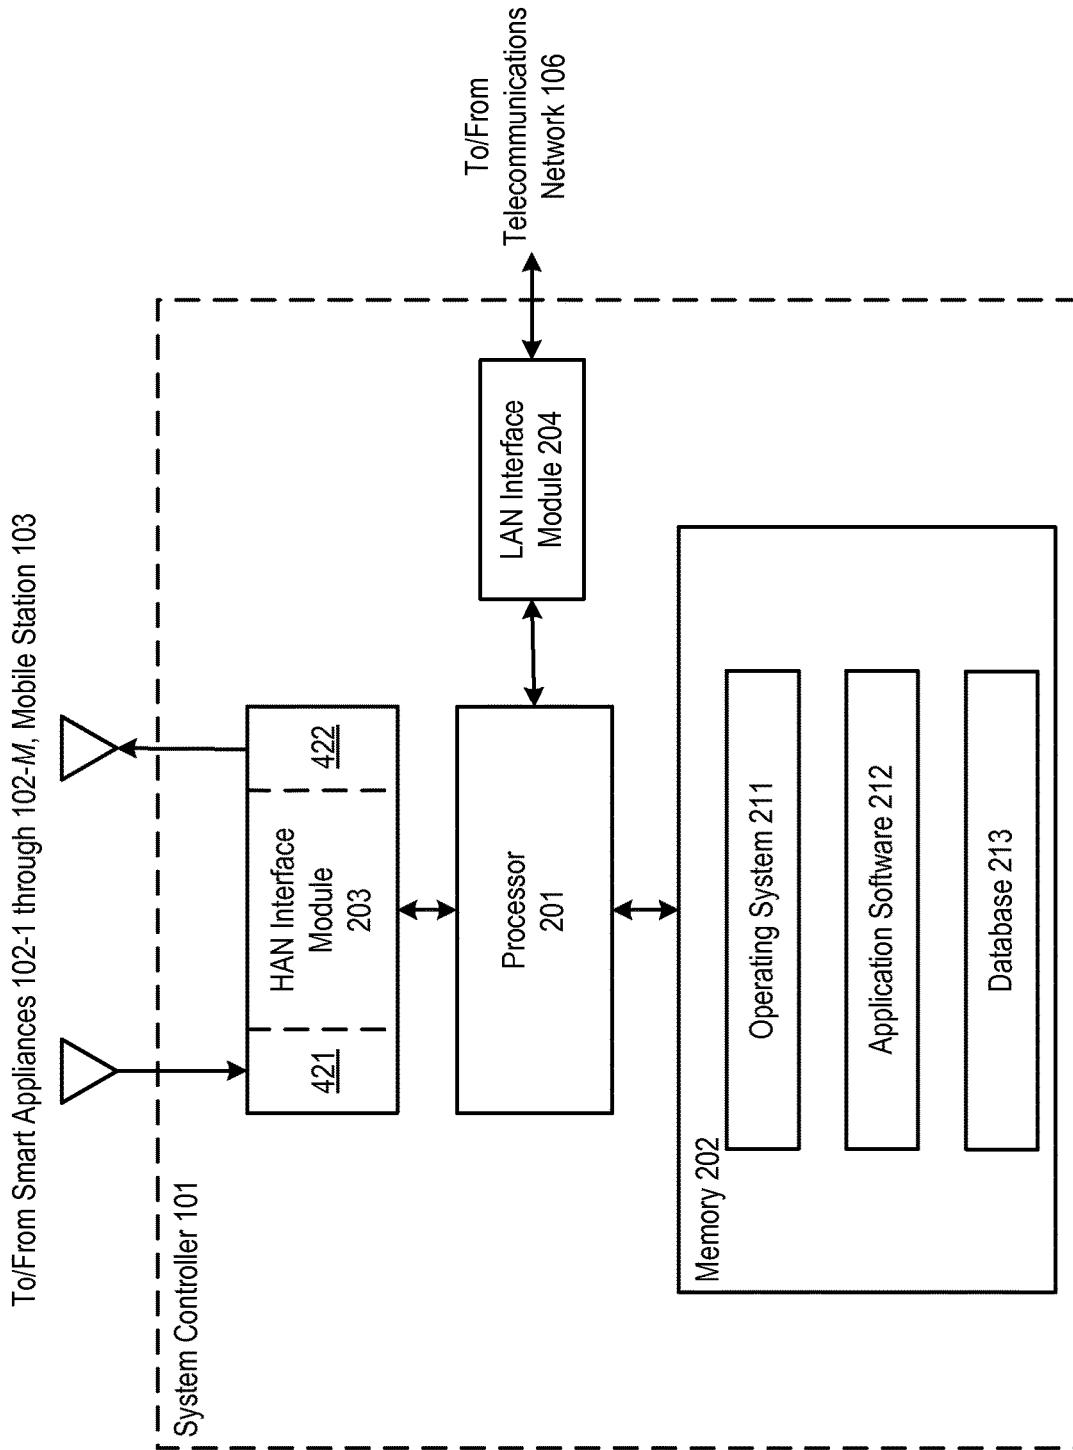 To/From Smart Appliances 102-1 through 102-M, Mobile Station 103
System Controller 101
421
HAN Interface
Module
203
422
Processor
201
LAN Interface
Module 204
To/From
Telecommunications
Network 106
Memory 202
Operating System 211
Application Software 212
Database 213